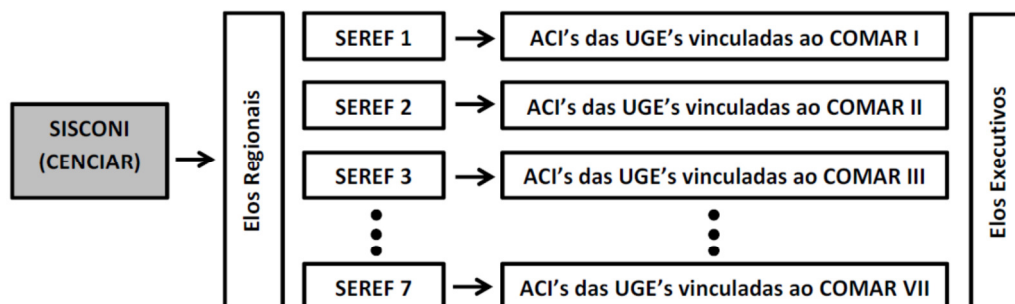 SISCONI
(CENCIAR)
Elos Regionais
SEREF 1
ACI's das UGE's vinculadas ao COMAR I
SEREF 2
ACI's das UGE's vinculadas ao COMAR II
SEREF 3
ACI's das UGE's vinculadas ao COMAR III
SEREF 7
ACI's das UGE's vinculadas ao COMAR VII
Elos Executivos